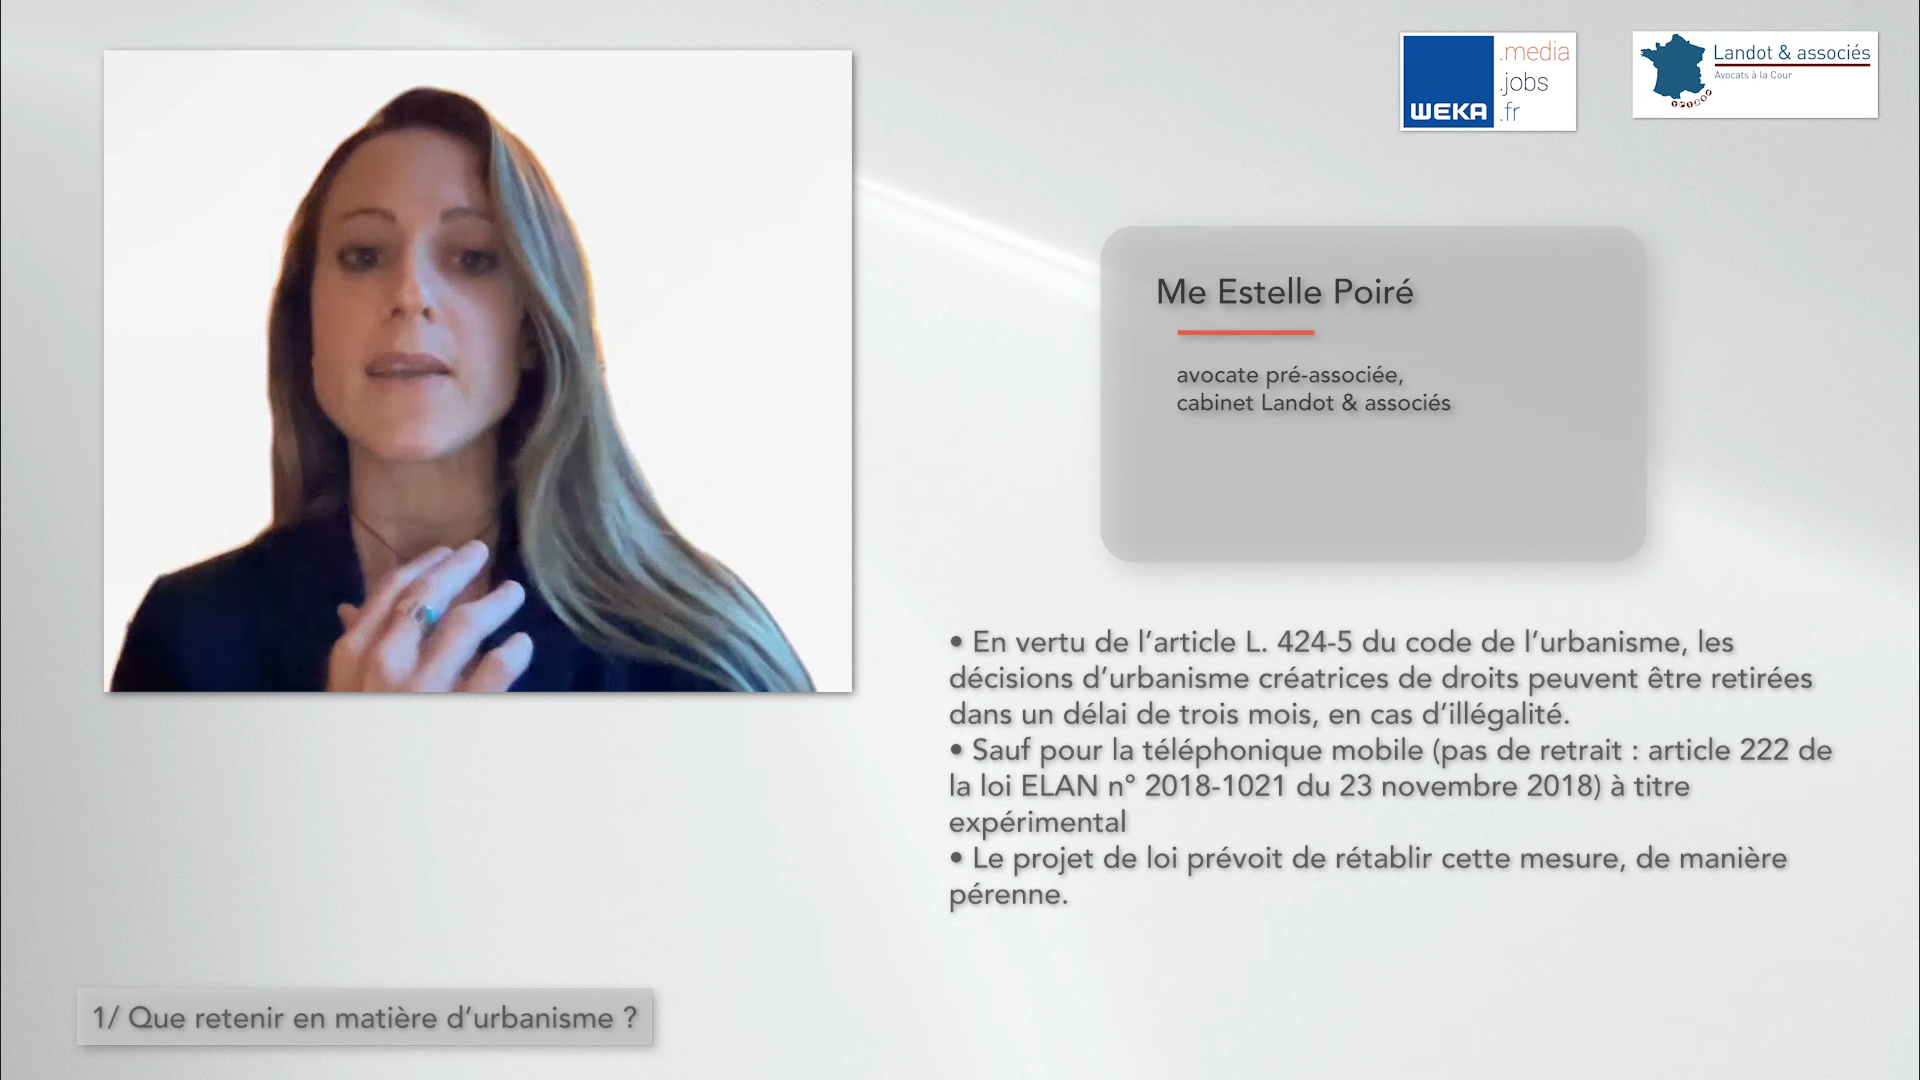 WEKA
.media
.jobs
.fr
Landot & associés
Avocats à la Cour
Me Estelle Poiré
avocate pré-associée,
cabinet Landot & associés
• En vertu de l’article L. 424-5 du code de l’urbanisme, les
décisions d’urbanisme créatrices de droits peuvent être retirées
dans un délai de trois mois, en cas d’illégalité.
• Sauf pour la téléphonique mobile (pas de retrait : article 222 de
la loi ELAN n° 2018-1021 du 23 novembre 2018) à titre
expérimental
• Le projet de loi prévoit de rétablir cette mesure, de manière
pérenne.
1/ Que retenir en matière d’urbanisme ?